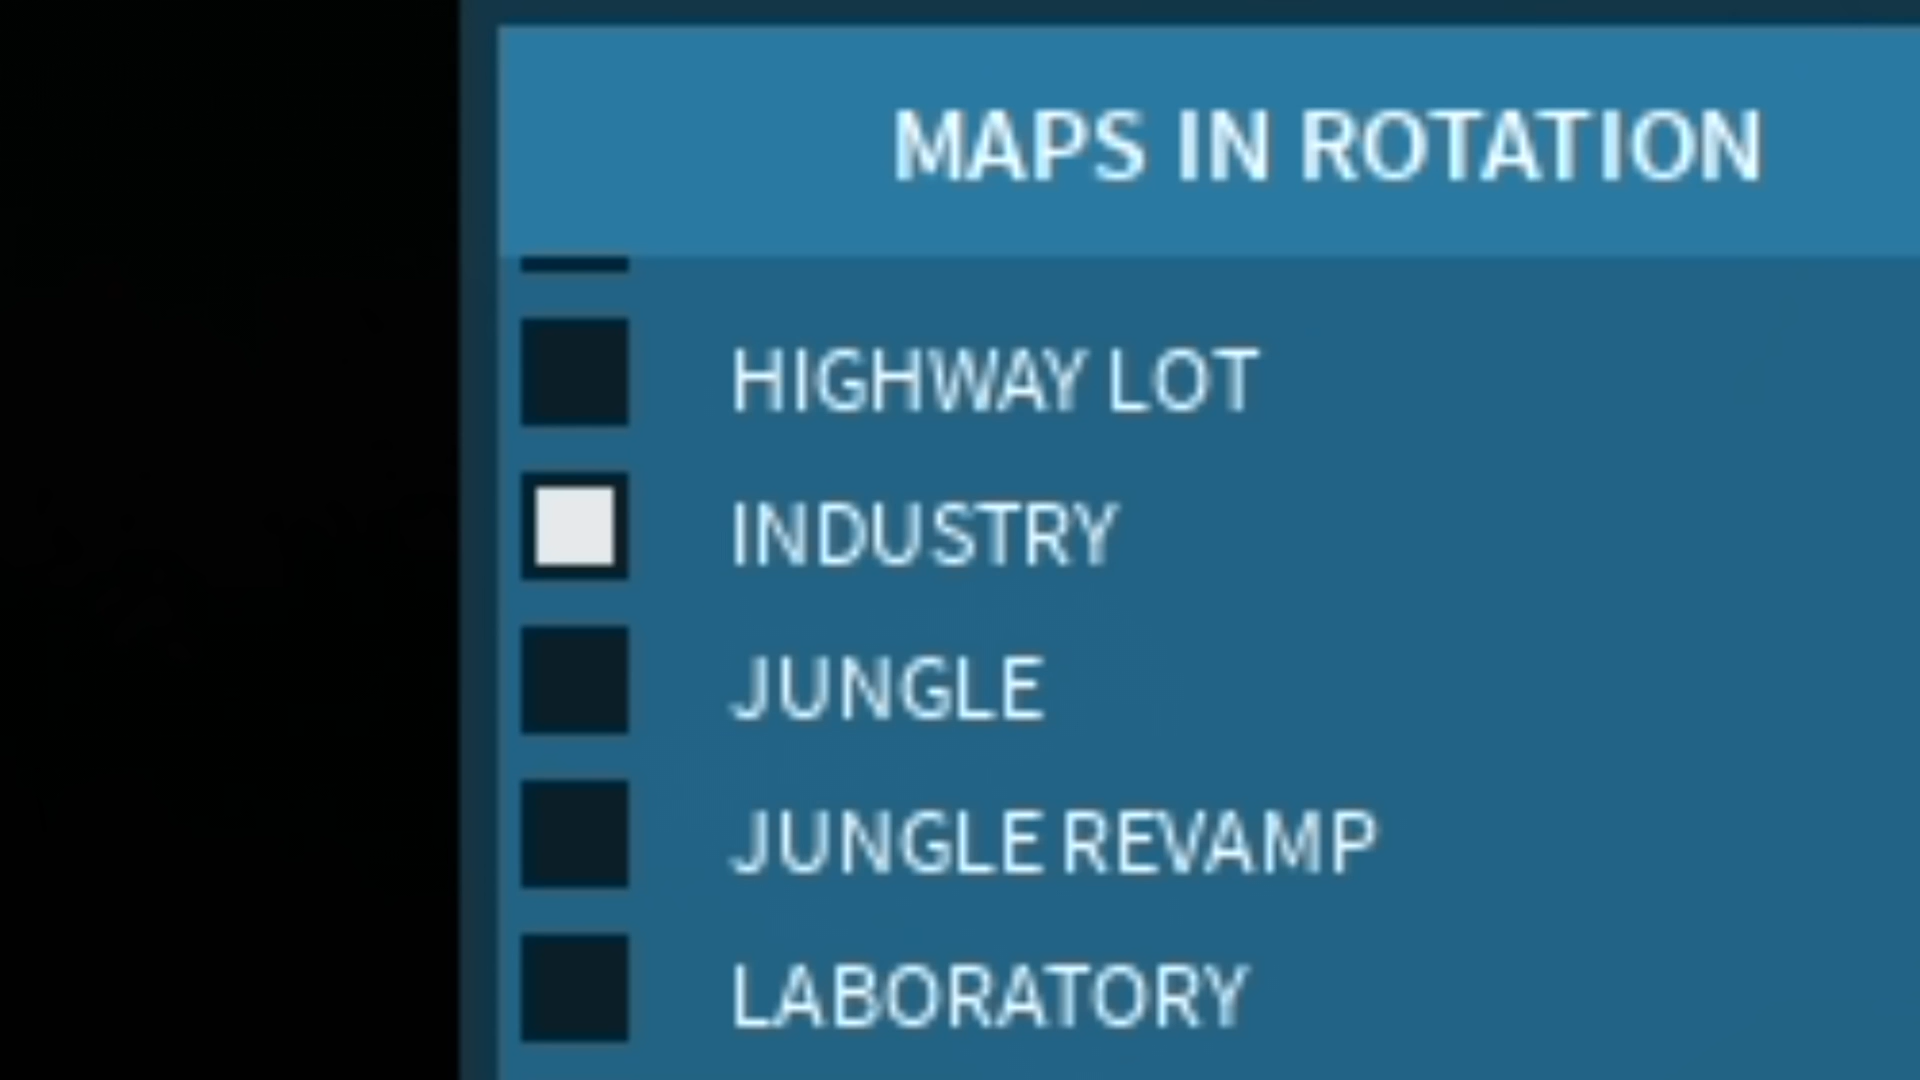 MAPS IN ROTATION
HIGHWAY LOT
INDUSTRY
JUNGLE
JUNGLE REVAMP
LABORATORY